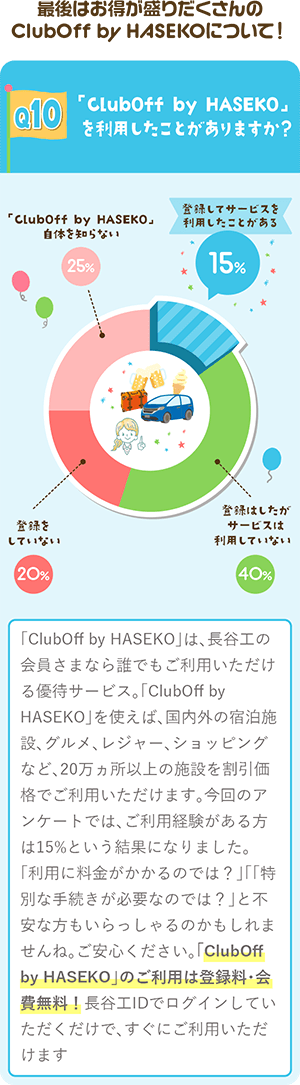 最後はお得が盛りだくさんの
ClubOff by HASEKOについて!
Q10
「ClubOff by HASEKO」
を利用したことがありますか?
登録してサービスを
利用したことがある
15%
「ClubOff by HASEKO」
自体を知らない
25%
登録を
していない
20%
登録はしたが
サービスは
利用していない
40%
「ClubOff by HASEKO」は、長谷工の
会員さまなら誰でもご利用いただけ
る優待サービス。「ClubOff by
HASEKO」を使えば、国内外の宿泊施
設、グルメ、レジャー、ショッピング
など、20万ヵ所以上の施設を割引価
格でご利用いただけます。今回のア
ンケートでは、ご利用経験がある方
は15%という結果になりました。
「利用に料金がかかるのでは？」「「特
別な手続きが必要なのでは？」と不
安な方もいらっしゃるのかもしれま
せんね。ご安心ください。「ClubOff
by HASEKO」のご利用は登録料・会
費無料！長谷工IDでログインしてい
ただくだけで、すぐにご利用いただ
けます